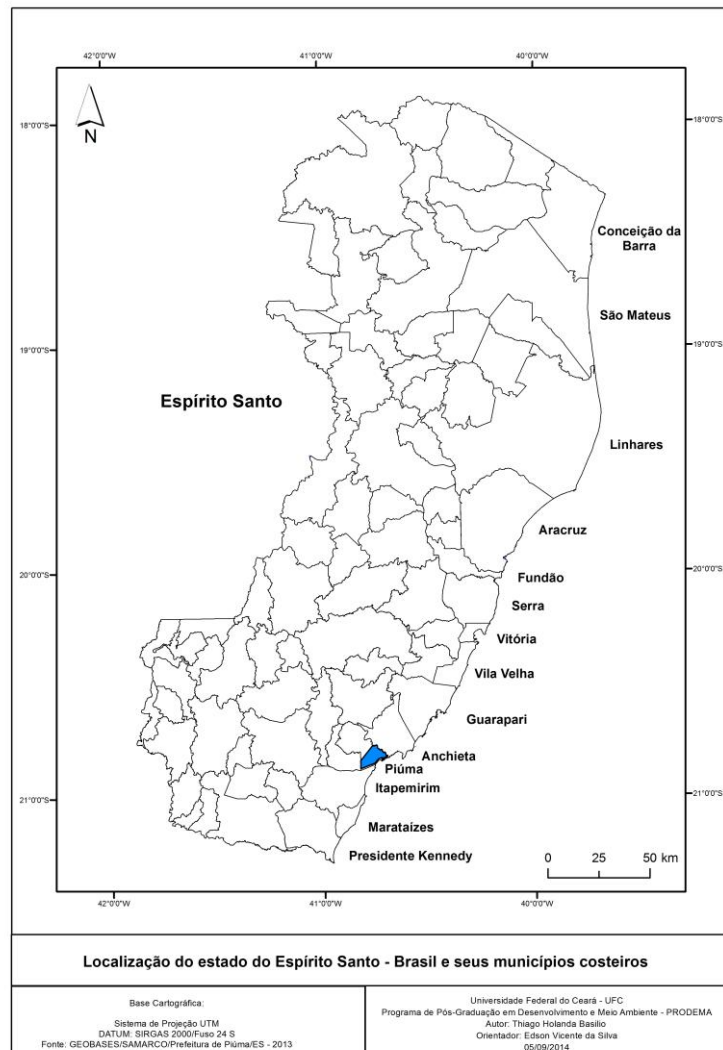 42°0'0"W
41°0'0"W
40°0'0"W
18°0'0"S
18°0'0"S
N
Conceição da
Barra
São Mateus
19°0'0"S
19°0'0"S
Espírito Santo
Linhares
Aracruz
20°0'0"S
20°0'0"S
Fundão
Serra
Vitória
Vila Velha
Guarapari
Anchieta
Piúma
Itapemirim
21°0'0"S
21°0'0"S
Marataízes
Presidente Kennedy
0 25 50 km
42°0'0"W
41°0'0"W
40°0'0"W
Localização do estado do Espírito Santo - Brasil e seus municípios costeiros
Base Cartográfica:
Sistema de Projeção UTM
DATUM: SIRGAS 2000/Fuso 24 S
Fonte: GEOBASES/SAMARCO/Prefeitura de Piúma/ES - 2013
Universidade Federal do Ceará - UFC
Programa de Pós-Graduação em Desenvolvimento e Meio Ambiente - PRODEMA
Autor: Thiago Holanda Basilio
Orientador: Edson Vicente da Silva
05/09/2014